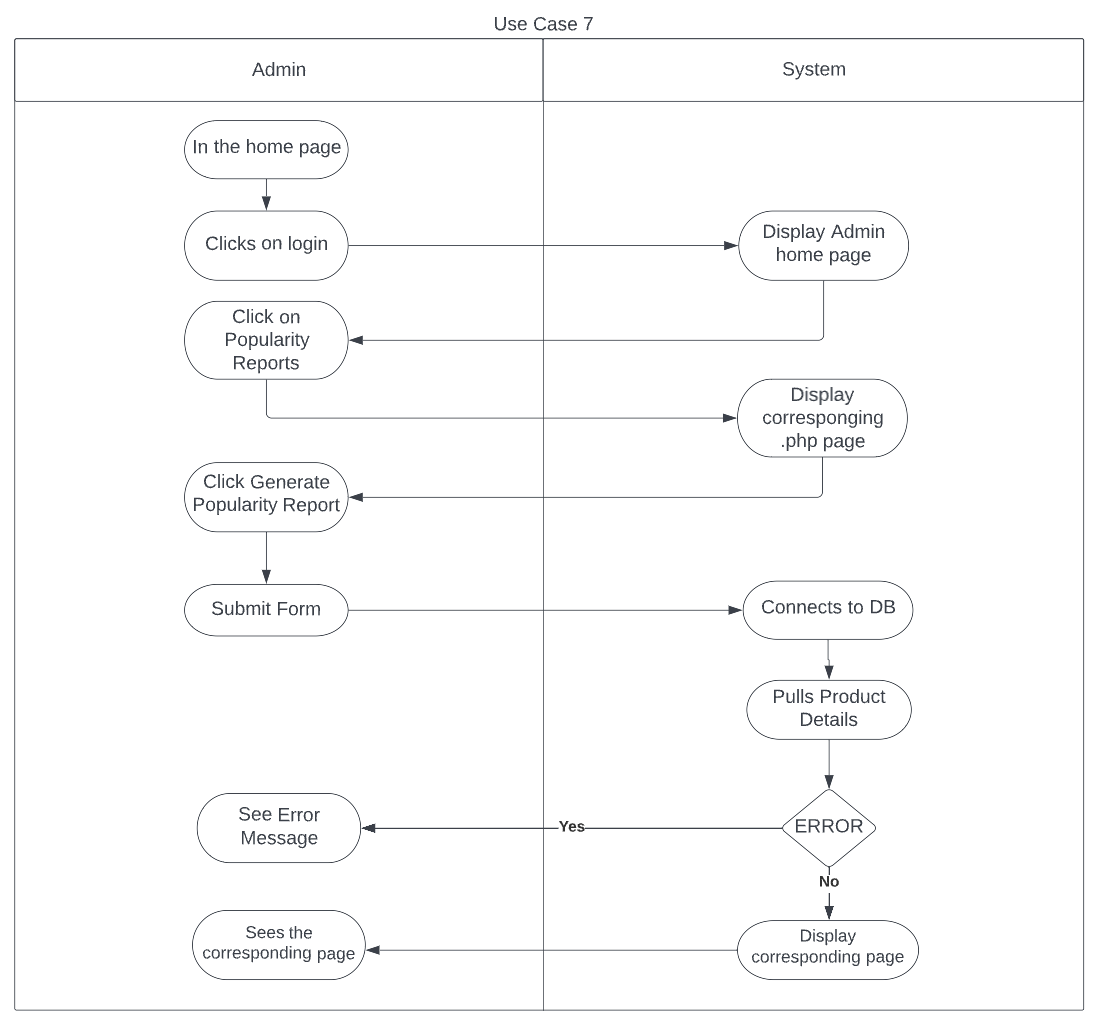 Use Case 7
Admin
System
In the home page
Clicks on login
Display Admin
home page
Click on
Popularity
Reports
Display
corresponging
.php page
Click Generate
Popularity Report
Submit Form
Connects to DB
Pulls Product
Details
See Error
Message
Yes
ERROR
No
Sees the
corresponding page
Display
corresponding page